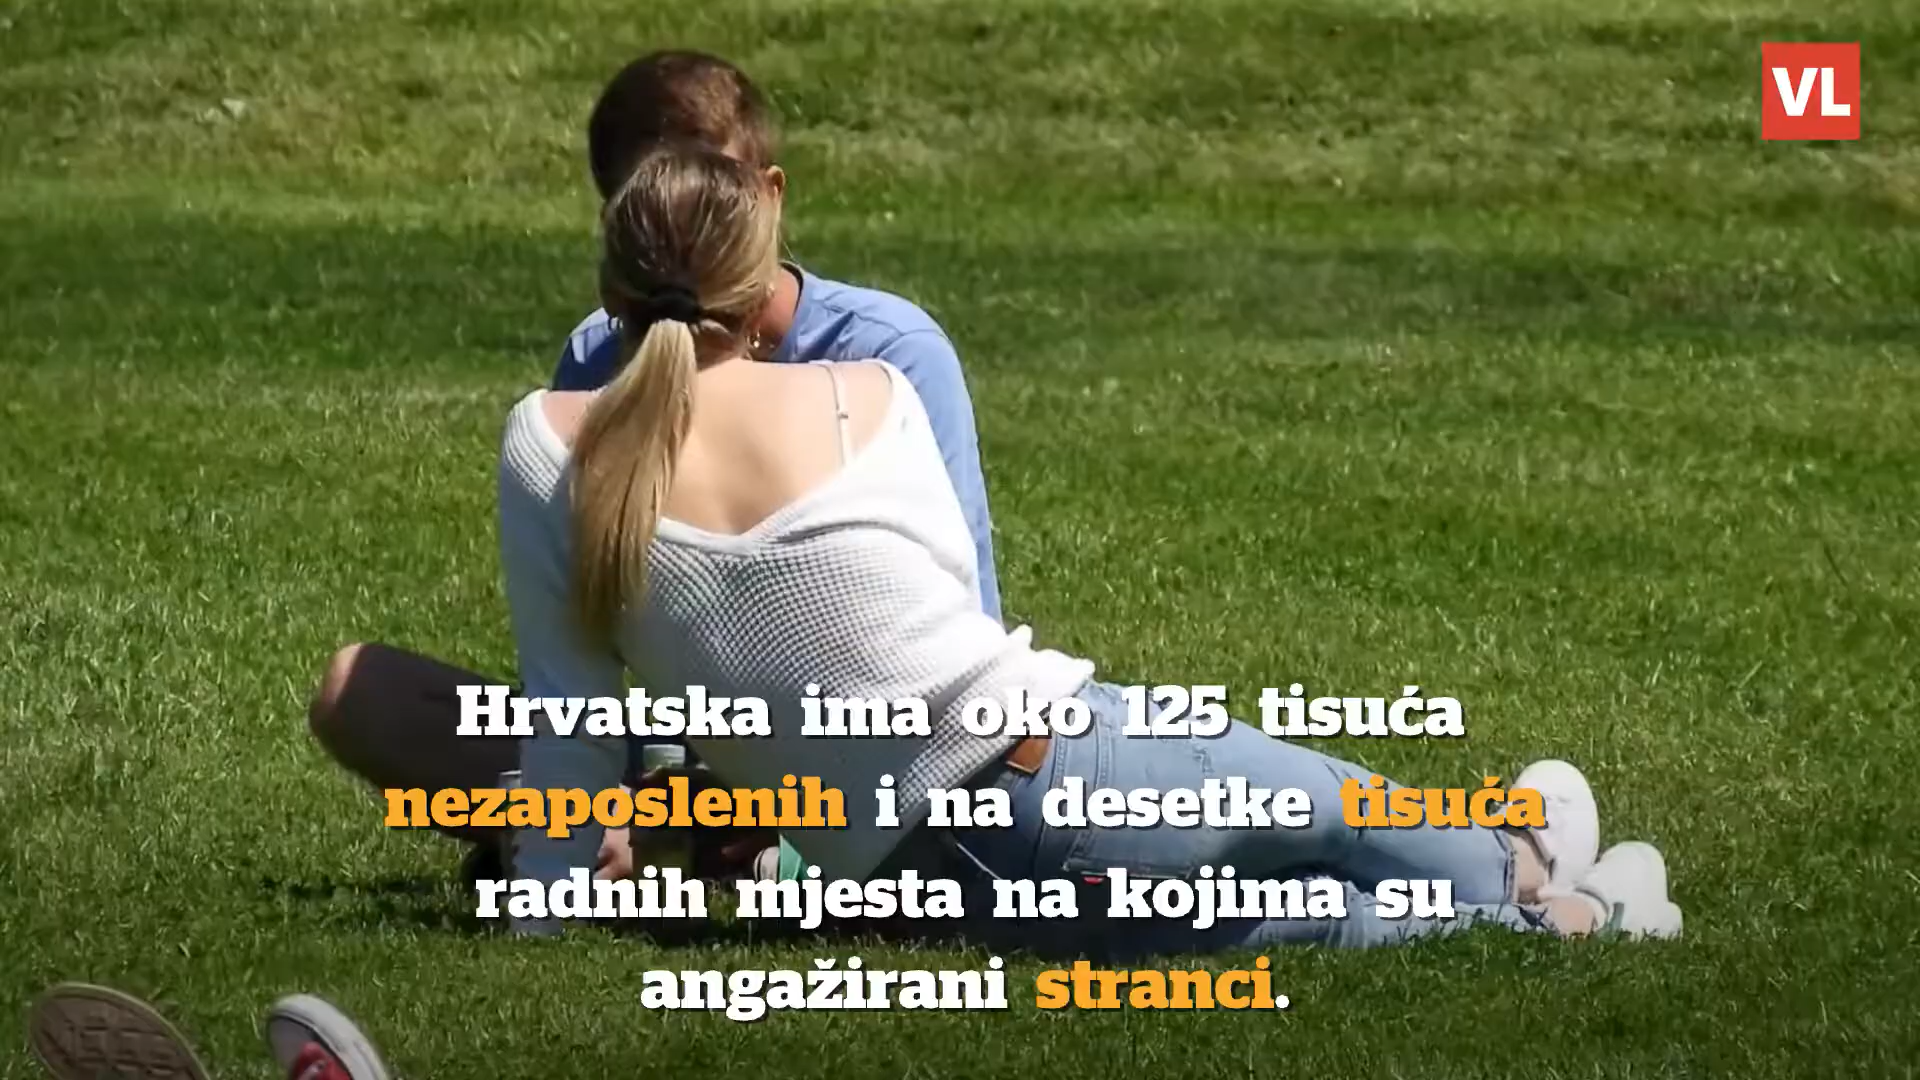 VL
Hrvatska ima oko 125 tisuća
nezaposlenih i na desetke tisuća
radnih mjesta na kojima su
angažirani stranci.